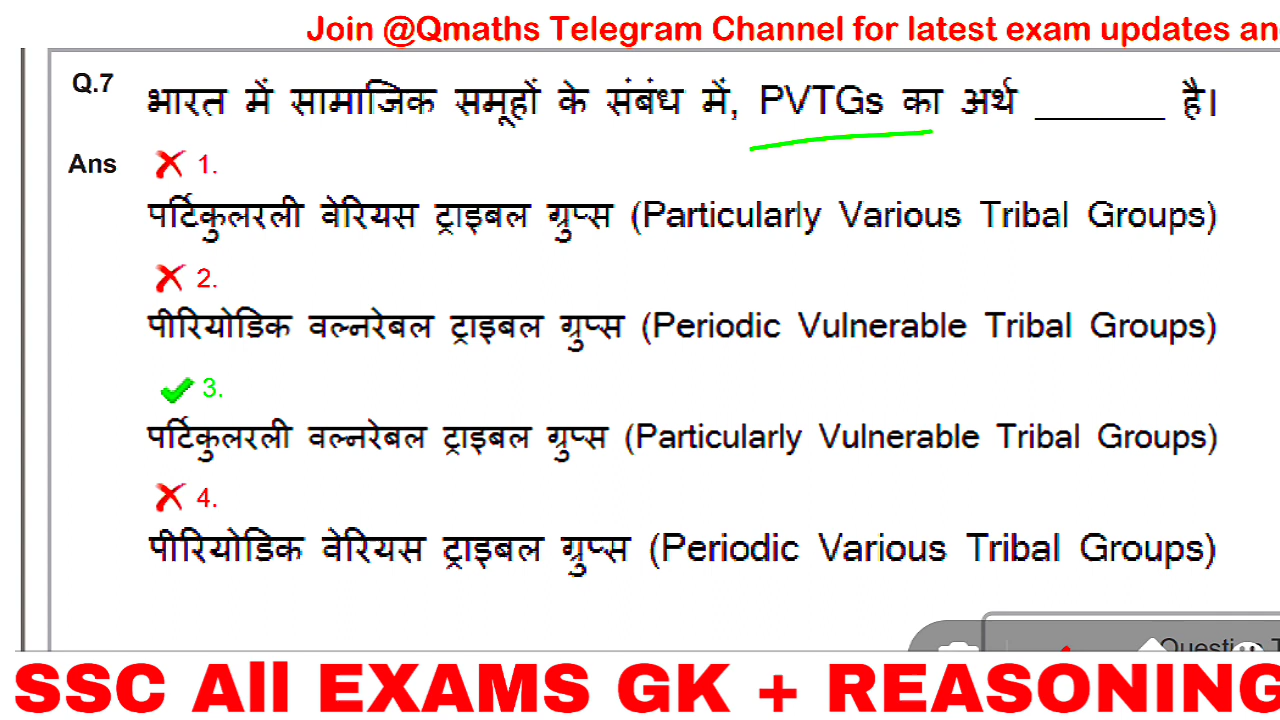 Join @Qmaths Telegram Channel for latest exam updates an
Q.7 भारत में सामाजिक समूहों के संबंध में, PVTGs का अर्थ _______ है।
Ans 1.
पर्टिकुलरली वेरियस ट्राइबल ग्रुप्स (Particularly Various Tribal Groups)
2.
पीरियोडिक वल्नरेबल ट्राइबल ग्रुप्स (Periodic Vulnerable Tribal Groups)
3.
पर्टिकुलरली वल्नरेबल ट्राइबल ग्रुप्स (Particularly Vulnerable Tribal Groups)
4.
पीरियोडिक वेरियस ट्राइबल ग्रुप्स (Periodic Various Tribal Groups)
SSC All EXAMS GK + REASONING